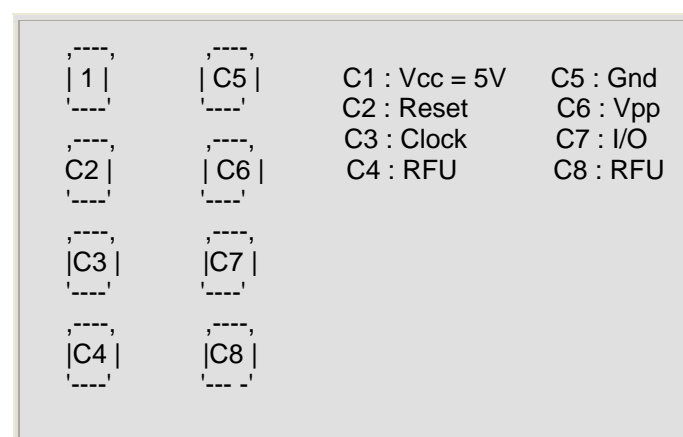 ,----,   ,----,
| 1 |   | C5 |   C1 : Vcc = 5V   C5 : Gnd
'----'   '----'   C2 : Reset   C6 : Vpp
,----,   ,----,   C3 : Clock   C7 : I/O
C2 |   | C6 |   C4 : RFU   C8 : RFU
'----'   '----'
,----,   ,----,
|C3 |   |C7 |
'----'   '----'
,----,   ,----,
|C4 |   |C8 |
'----'   '--- -'